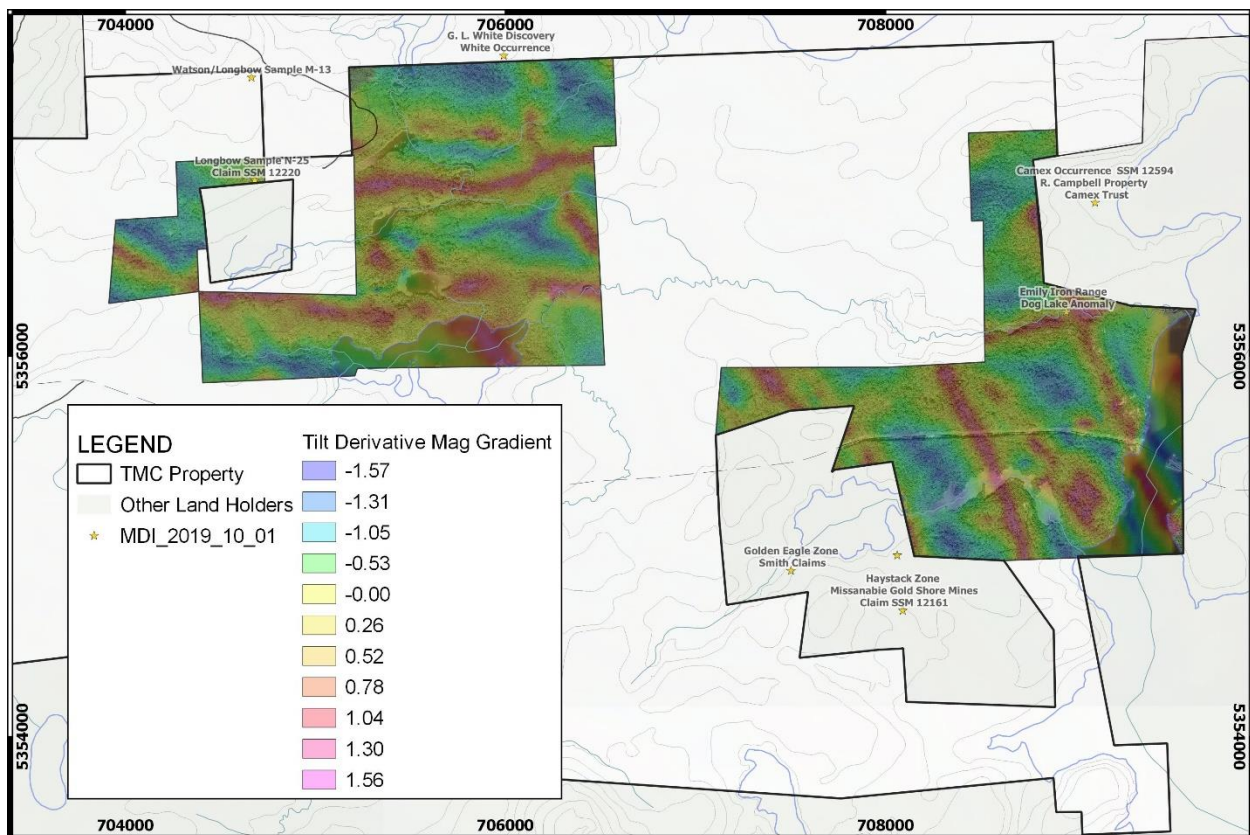 704000
706000
708000
G. L. White Discovery
White Occurrence
Watson/Longbow Sample M-13
Longbow Sample N-25
Claim SSM 12220
Camex Occurrence SSM 12594
R. Campbell Property
Camex Trust
Emily Iron Range
Dog Lake Anomaly
5356000
5356000
LEGEND
TMC Property
Other Land Holders
MDI_2019_10_01
Tilt Derivative Mag Gradient
-1.57
-1.31
-1.05
-0.53
-0.00
0.26
0.52
0.78
1.04
1.30
1.56
Golden Eagle Zone
Smith Claims
Haystack Zone
Missanabie Gold Shore Mines
Claim SSM 12161
5354000
5354000
704000
706000
708000